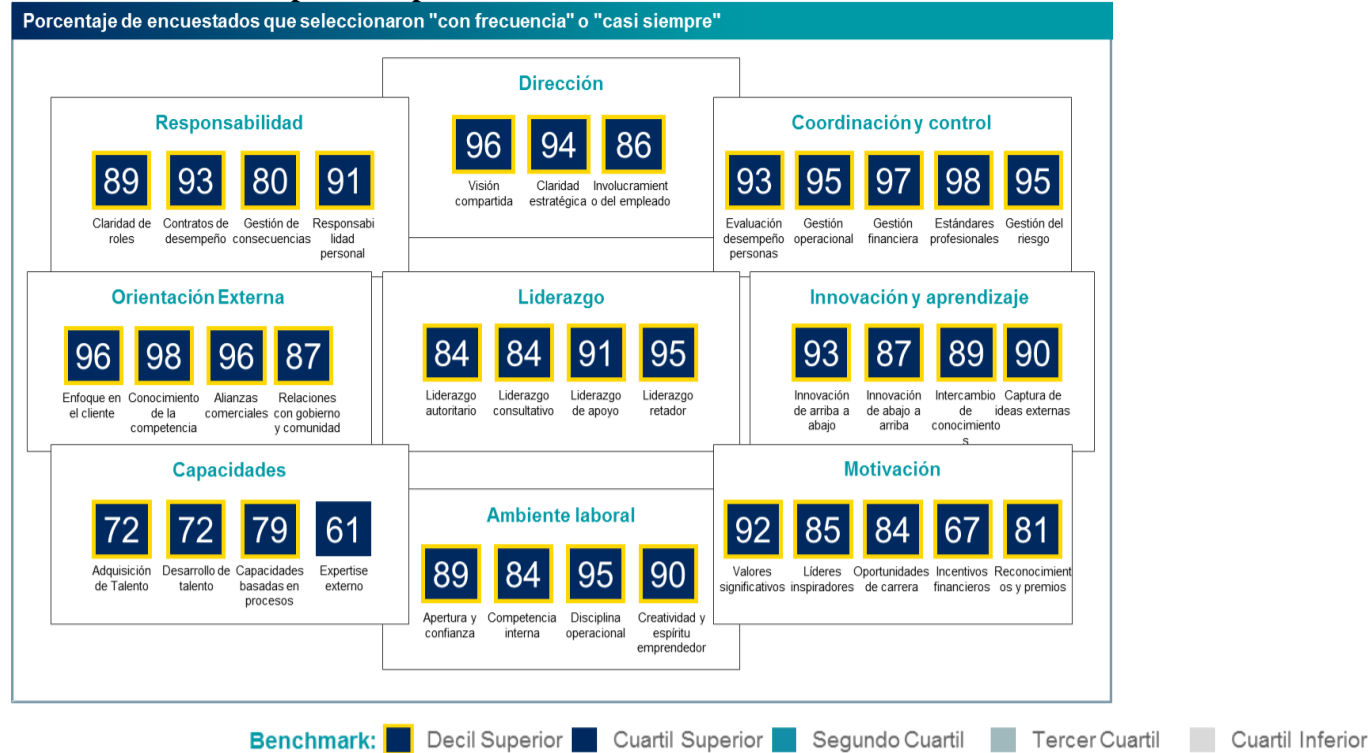 Porcentaje de encuestados que seleccionaron "con frecuencia" o "casi siempre"
Dirección
96 94 86
Visión compartida
Claridad estratégica
Involucramient
o del empleado
Responsabilidad
89 93 80 91
Claridad de
roles
Contratos de
desempeño
Gestión de
consecuencias
Responsabi
lidad
personal
Coordinación y control
93 95 97 98 95
Evaluación
desempeño
personas
Gestión
operacional
Gestión
financiera
Estándares
profesionales
Gestión del
riesgo
Orientación Externa
96 98 96 87
Enfoque en
el cliente
Conocimiento
de la
competencia
Alianzas
comerciales
Relaciones
con gobierno
y comunidad
Liderazgo
84 84 91 95
Liderazgo
autoritario
Liderazgo
consultativo
Liderazgo
de apoyo
Liderazgo
retador
Innovación y aprendizaje
93 87 89 90
Innovación
de arriba a
abajo
Innovación
de abajo a
arriba
Intercambio
de
conocimiento
s
Captura de
ideas externas
Capacidades
72 72 79 61
Adquisición
de Talento
Desarrollo de
talento
Capacidades
basadas en
procesos
Expertise
externo
Ambiente laboral
89 84 95 90
Apertura y
confianza
Competencia
interna
Disciplina
operacional
Creatividad y
espíritu
emprendedor
Motivación
92 85 84 67 81
Valores
significativos
Líderes
inspiradores
Oportunidades
de carrera
Incentivos
financieros
Reconocimient
os y premios
Benchmark: Decil Superior Cuartil Superior Segundo Cuartil Tercer Cuartil Cuartil Inferior